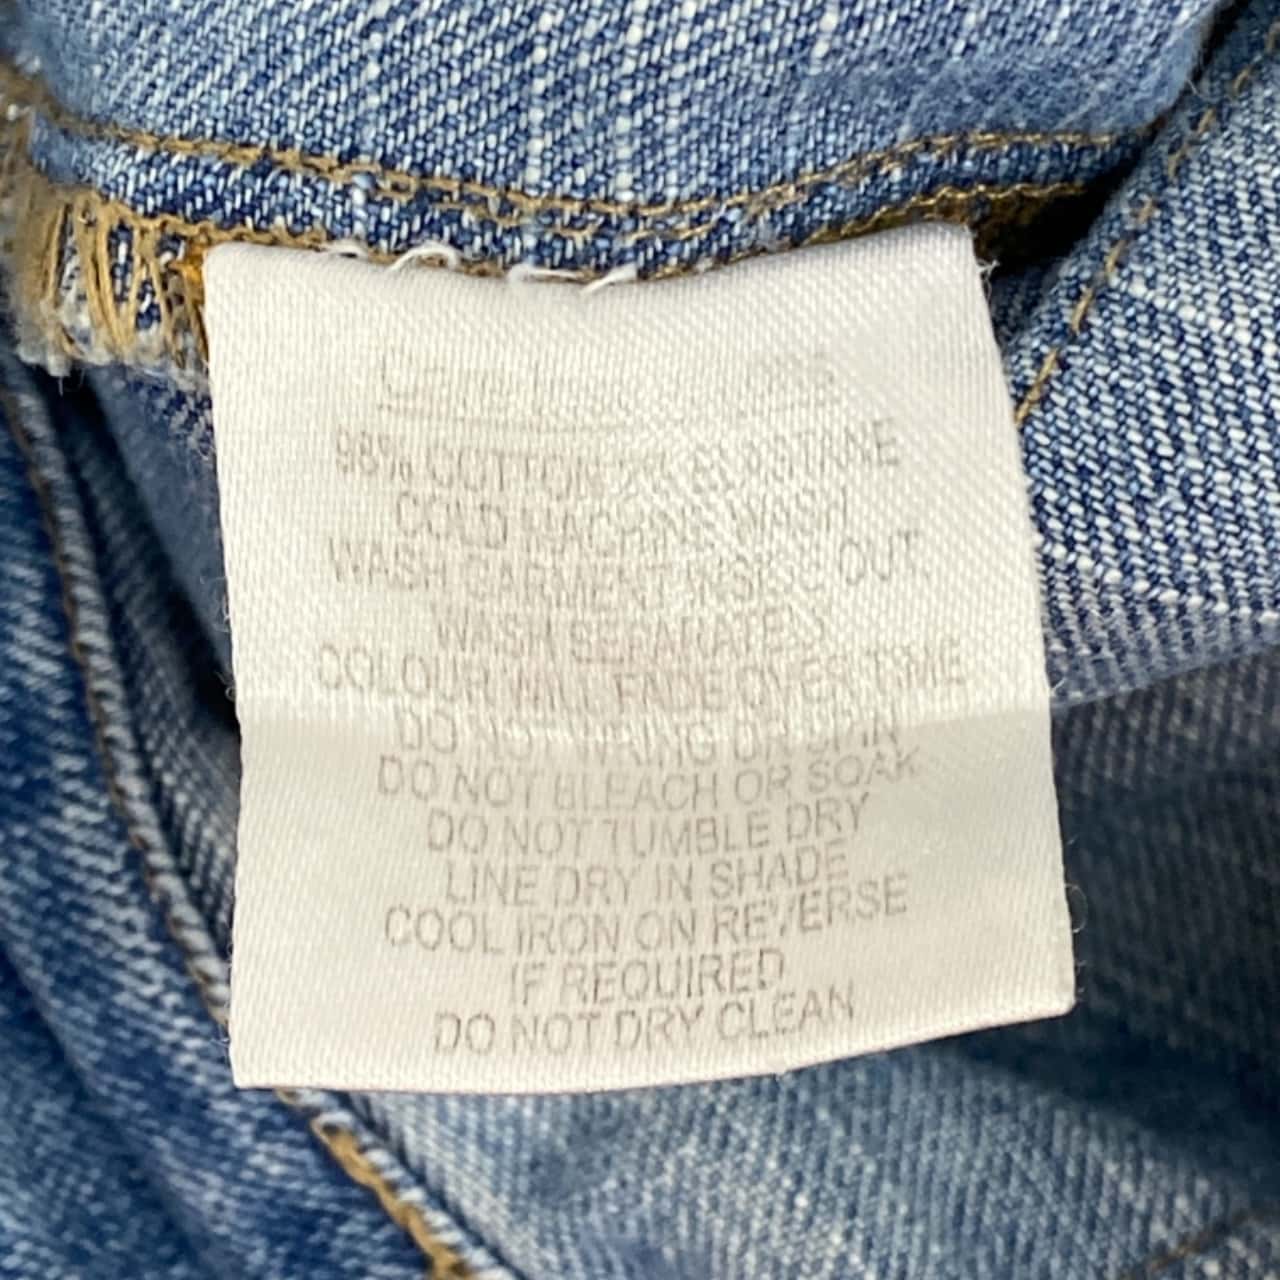 Care Instructions
98% COTTON 2% ELASTANE
COLD MACHINE WASH
WASH GARMENT INSIDE OUT
WASH SEPARATELY
COLOUR WILL FADE OVER TIME
DO NOT WRING OR SPIN
DO NOT BLEACH OR SOAK
DO NOT TUMBLE DRY
LINE DRY IN SHADE
COOL IRON ON REVERSE
IF REQUIRED
DO NOT DRY CLEAN